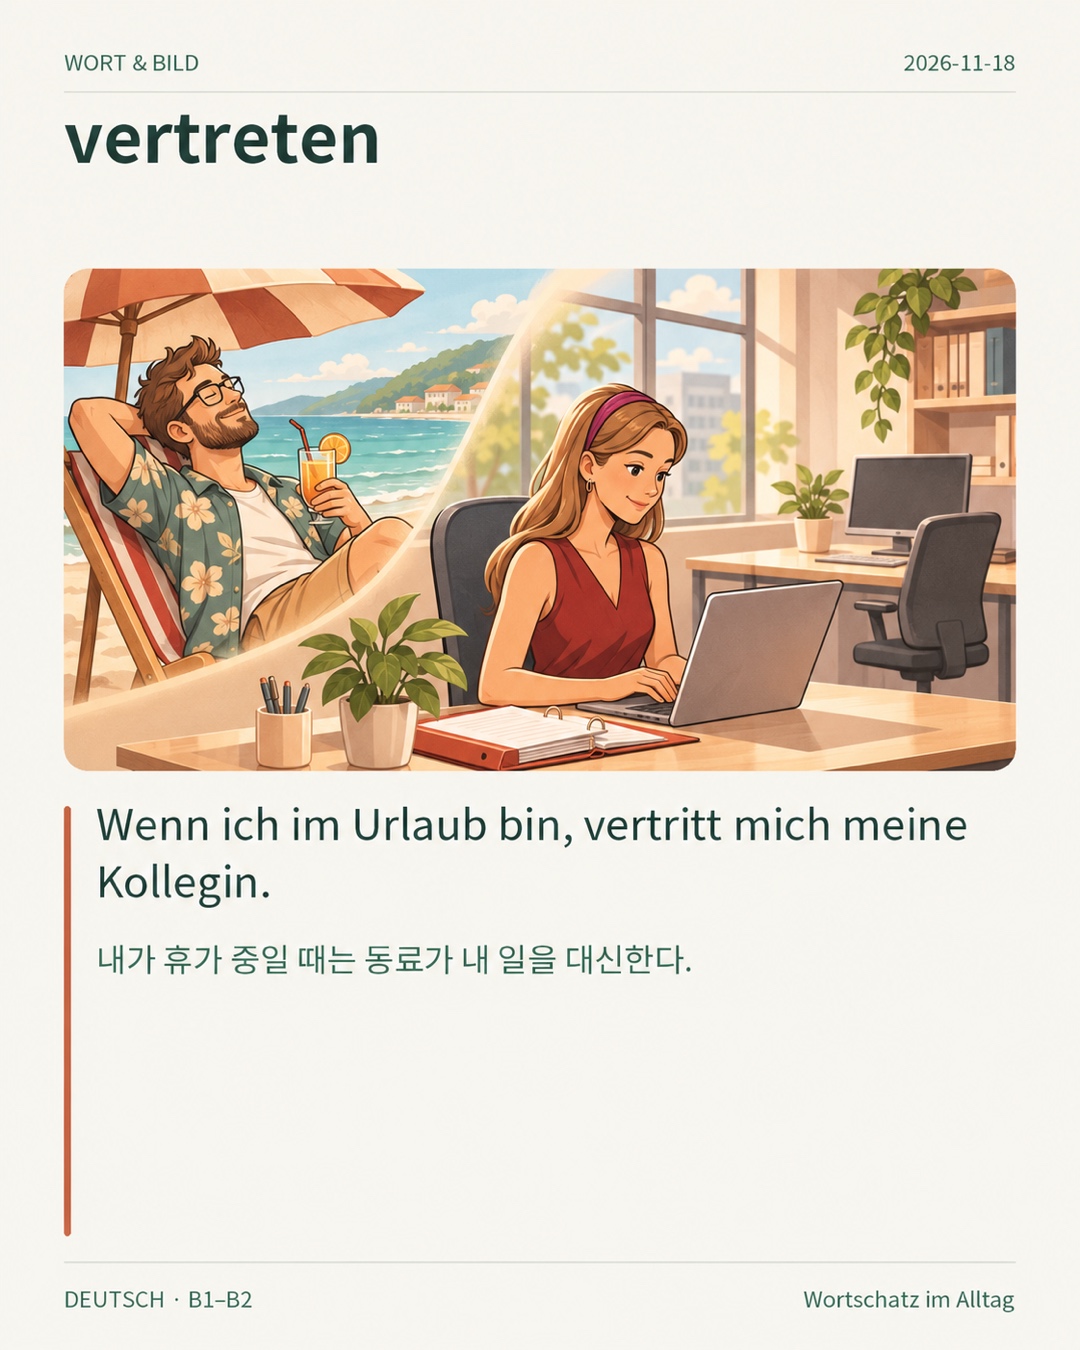 WORT & BILD
2026-11-18
vertreten
Wenn ich im Urlaub bin, vertritt mich meine
Kollegin.
내가 휴가 중일 때는 동료가 내 일을 대신한다.
DEUTSCH · B1–B2
Wortschatz im Alltag